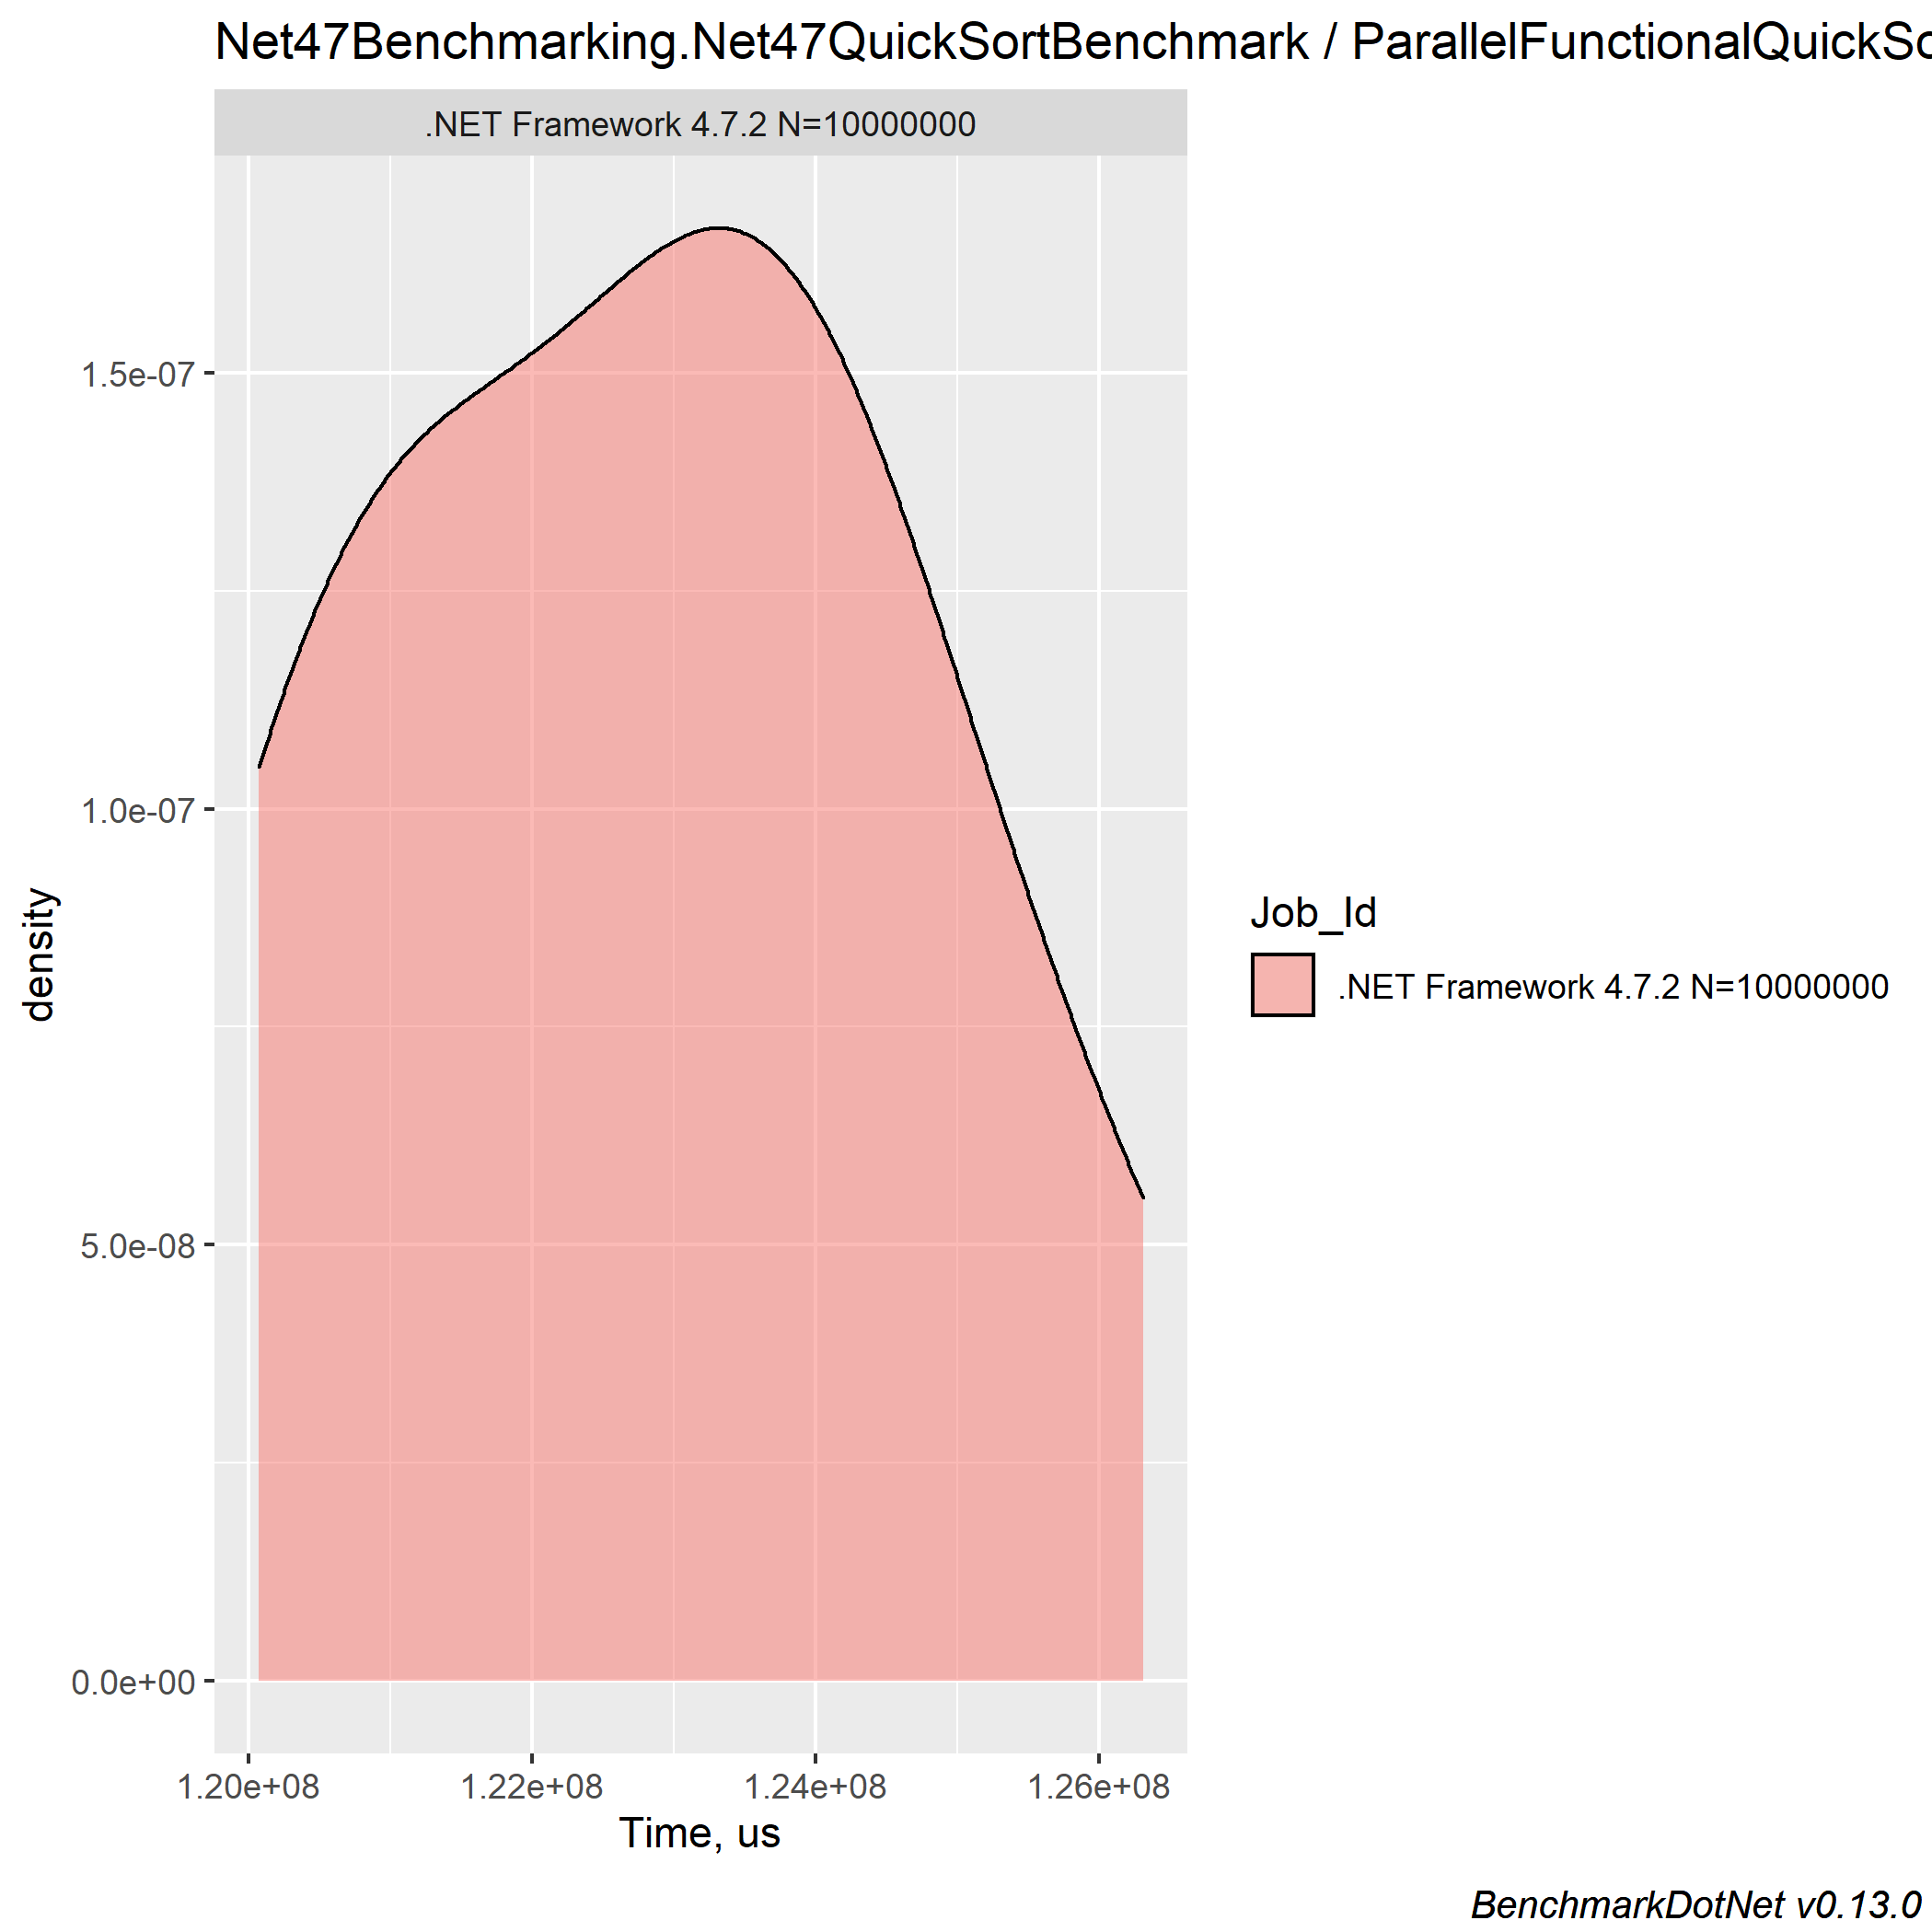 Net47Benchmarking.Net47QuickSortBenchmark / ParallelFunctionalQuickSo
.NET Framework 4.7.2 N=10000000
1.5e-07
1.0e-07
5.0e-08
0.0e+00
density
1.20e+08 1.22e+08 1.24e+08 1.26e+08
Time, us
Job_Id
.NET Framework 4.7.2 N=10000000
BenchmarkDotNet v0.13.0